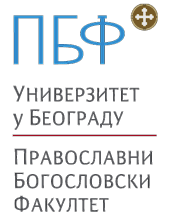 ПБФ
Универзитет
у Београду
Православни
Богословски
Факултет